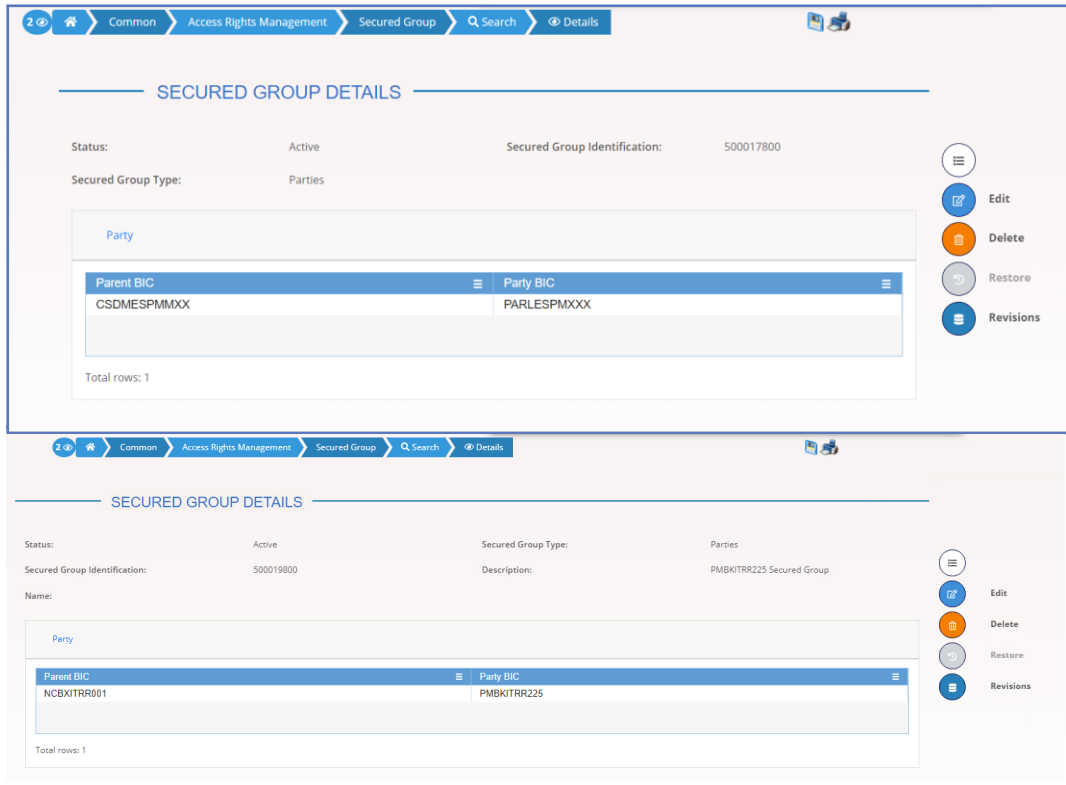 2 Common Access Rights Management Secured Group Search Details
SECURED GROUP DETAILS
Status: Active Secured Group Identification: 500017800
Secured Group Type: Parties
Edit
Party
Delete
Parent BIC Party BIC
Restore
CSDMESPMMXX PARLESPMXXX
Revisions
Total rows: 1
2 Common Access Rights Management Secured Group Search Details
SECURED GROUP DETAILS
Status: Active Secured Group Type: Parties
Secured Group Identification: 500019800 Description: PMBKITRR225 Secured Group
Name:
Edit
Delete
Party
Restore
Parent BIC Party BIC
Revisions
NCBXITRR001 PMBKITRR225
Total rows: 1